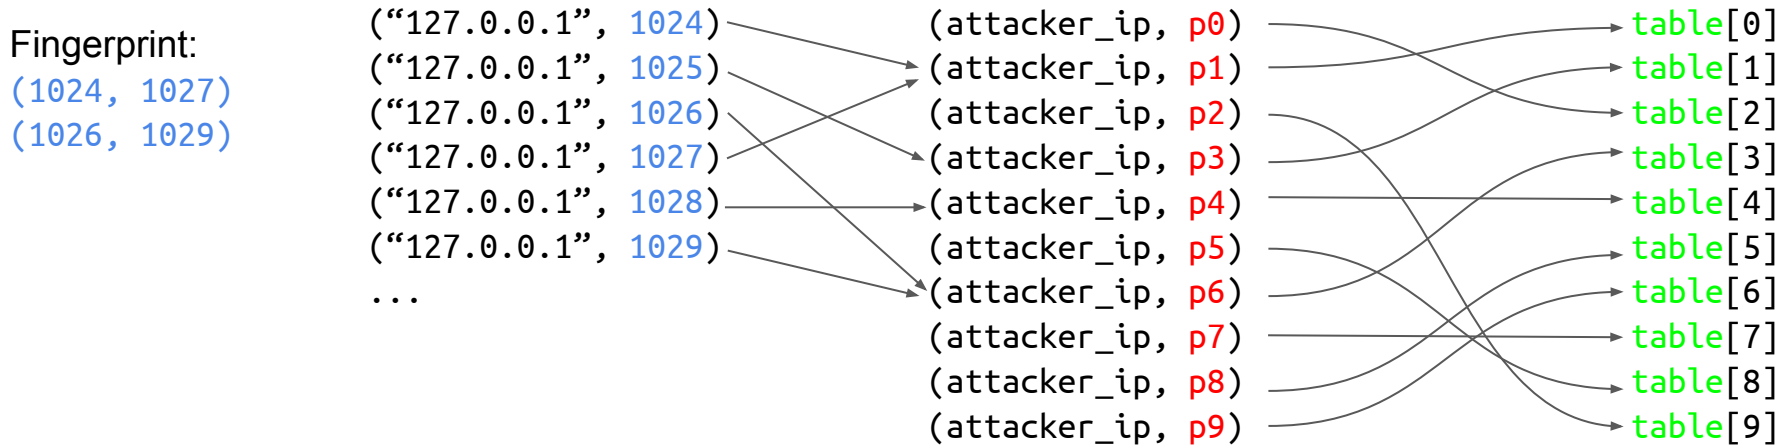 Fingerprint:
(1024, 1027)
(1026, 1029)
(“127.0.0.1”, 1024)
(“127.0.0.1”, 1025)
(“127.0.0.1”, 1026)
(“127.0.0.1”, 1027)
(“127.0.0.1”, 1028)
(“127.0.0.1”, 1029)
...
(attacker_ip, p0)
(attacker_ip, p1)
(attacker_ip, p2)
(attacker_ip, p3)
(attacker_ip, p4)
(attacker_ip, p5)
(attacker_ip, p6)
(attacker_ip, p7)
(attacker_ip, p8)
(attacker_ip, p9)
table[0]
table[1]
table[2]
table[3]
table[4]
table[5]
table[6]
table[7]
table[8]
table[9]